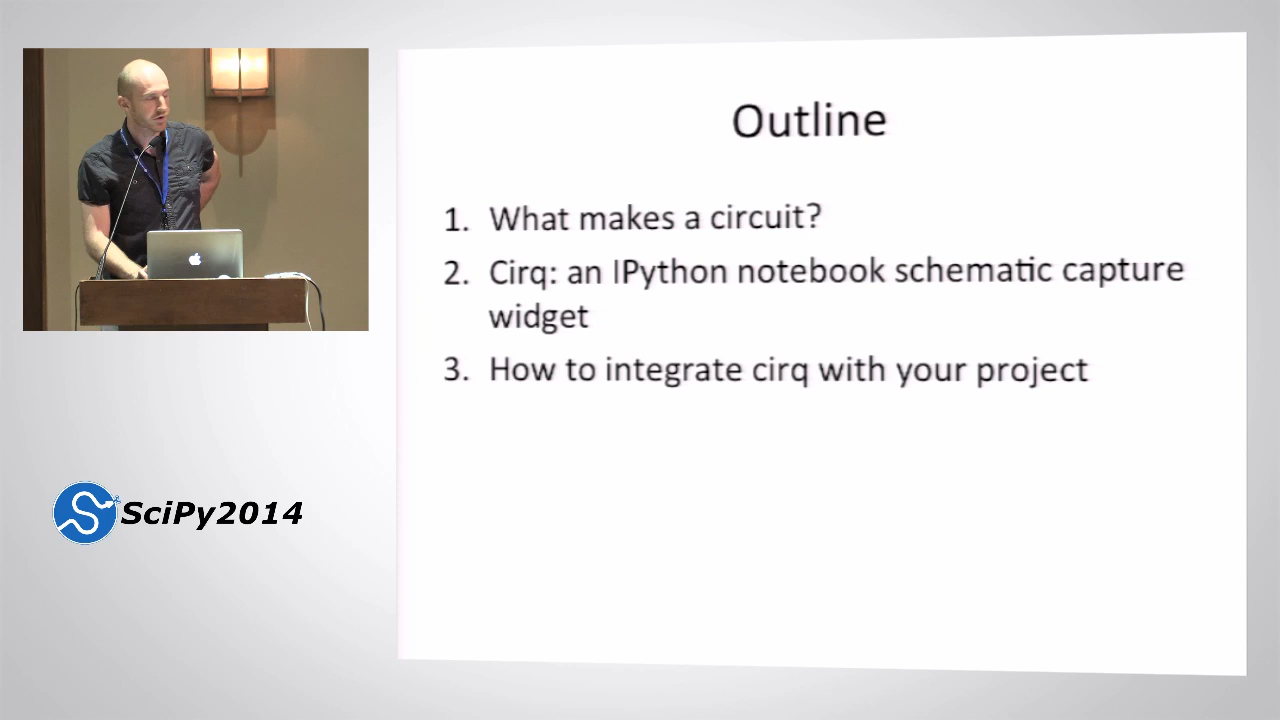 Outline
1. What makes a circuit?
2. Cirq: an IPython notebook schematic capture
widget
3. How to integrate cirq with your project
SciPy2014